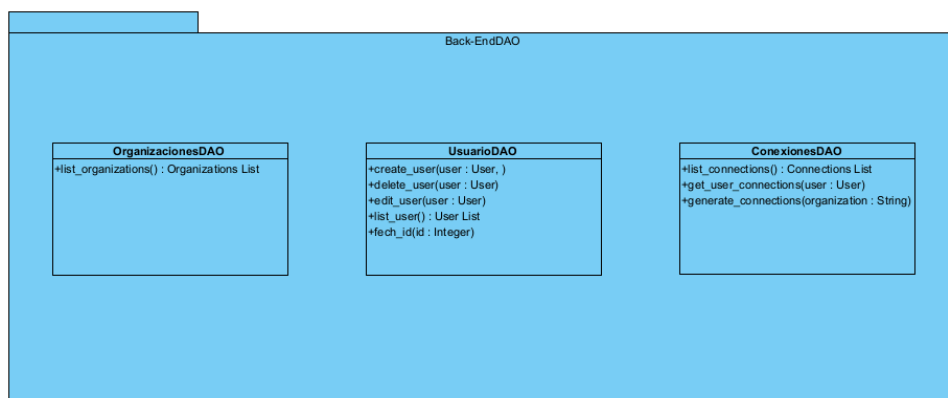 Back-EndDAO
OrganizacionesDAO
+list_organizations() : Organizations List
UsuarioDAO
+create_user(user : User, )
+delete_user(user : User)
+edit_user(user : User)
+list_user() : User List
+fech_id(id : Integer)
ConexionesDAO
+list_connections() : Connections List
+get_user_connections(user : User)
+generate_connections(organization : String)